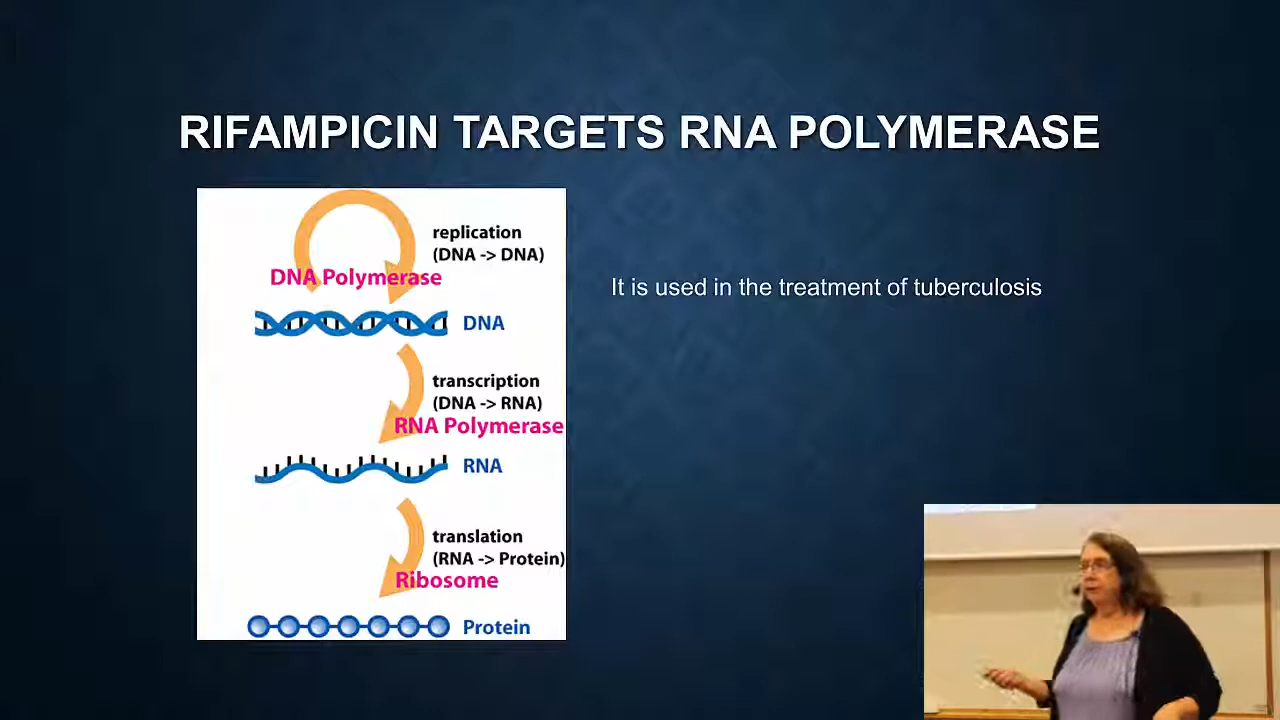 RIFAMPICIN TARGETS RNA POLYMERASE
replication
(DNA -> DNA)
DNA Polymerase
DNA
transcription
(DNA -> RNA)
RNA Polymerase
RNA
translation
(RNA -> Protein)
Ribosome
Protein
It is used in the treatment of tuberculosis